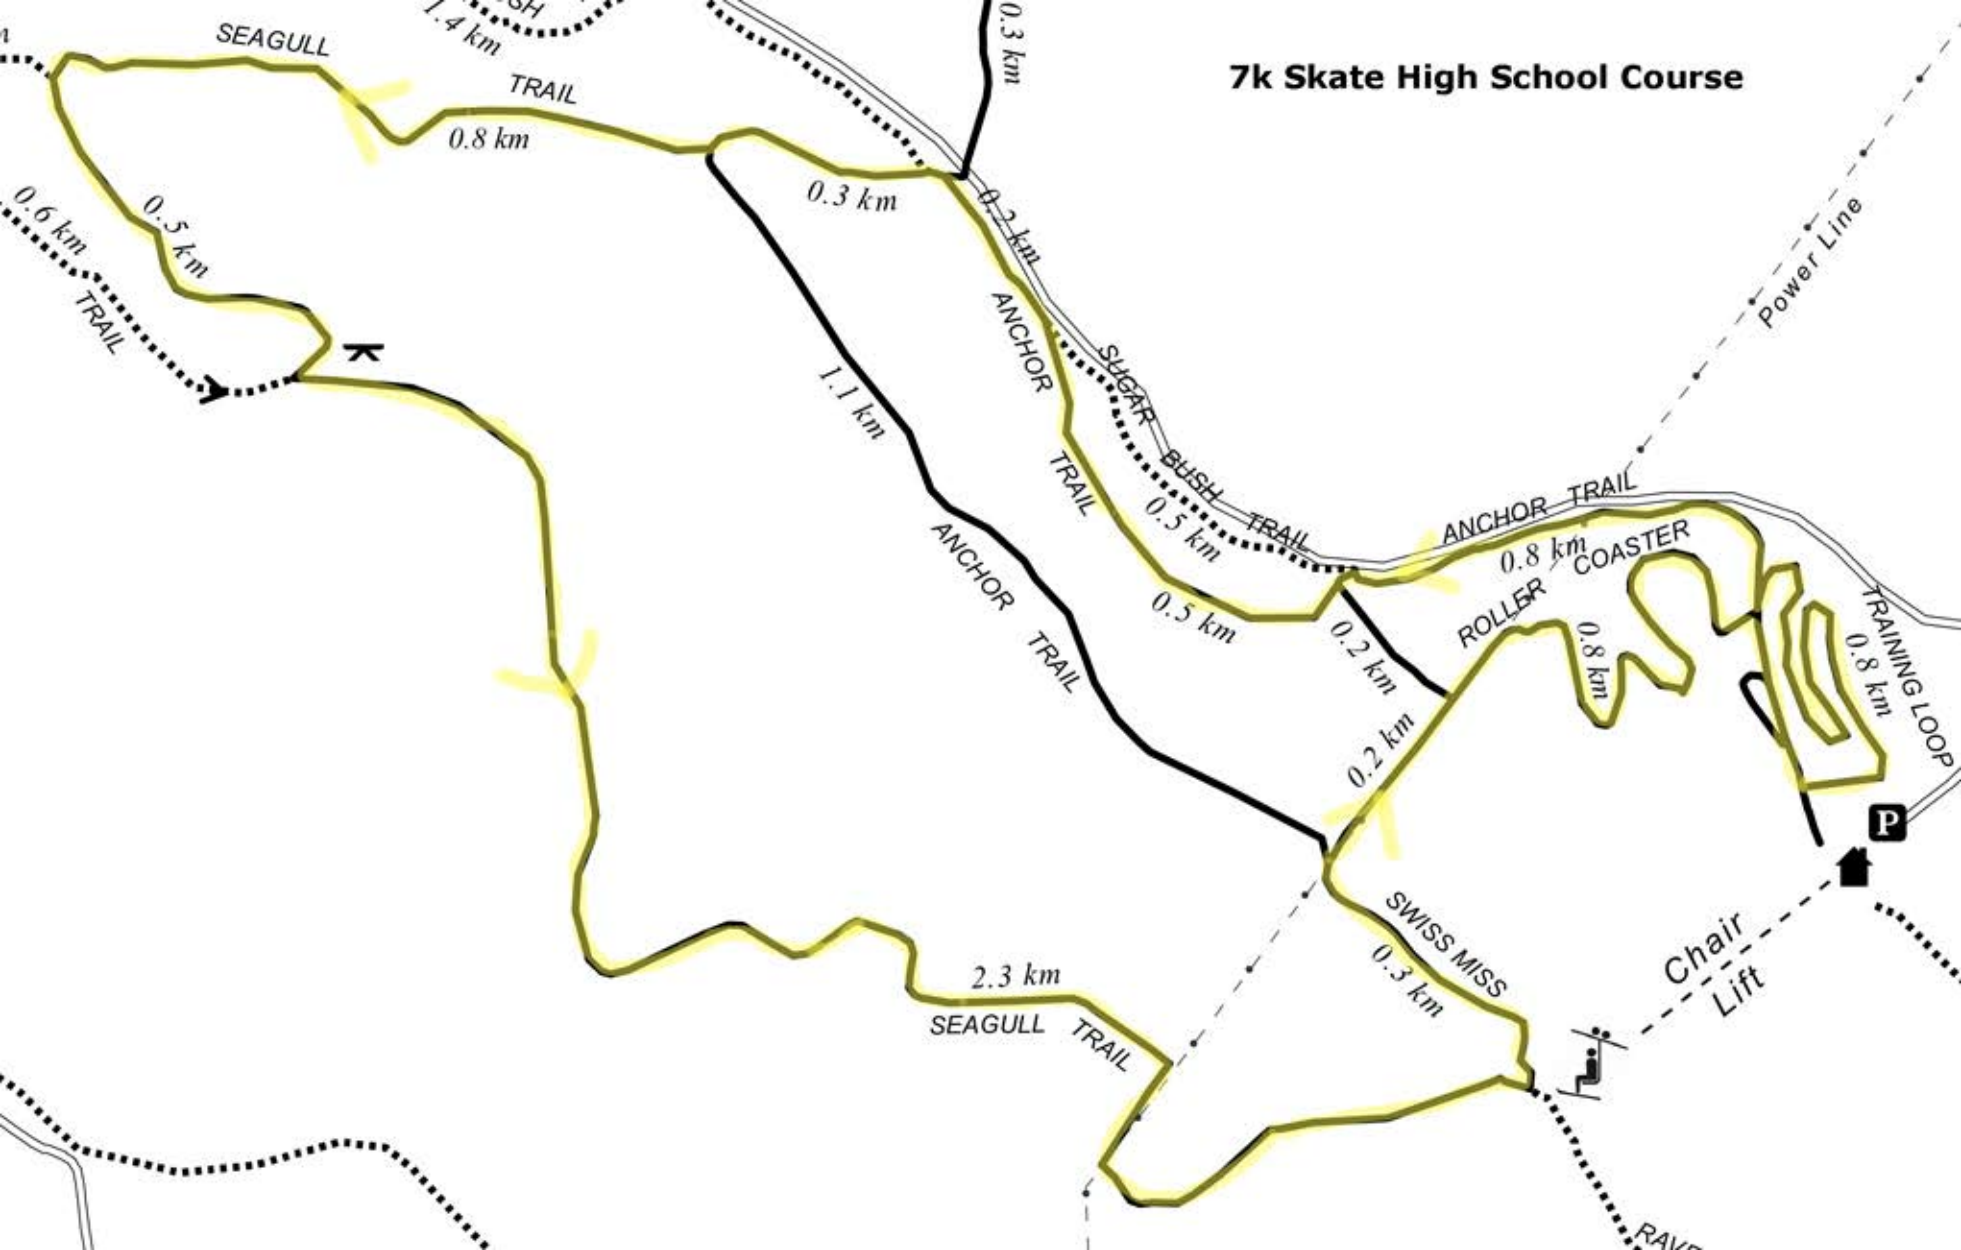 SEAGULL
TRAIL
1.4 km
0.8 km
0.3 km
0.3 km
7k Skate High School Course
Power Line
0.2 km
0.6 km
TRAIL
0.5 km
ANCHOR
TRAIL
SUGAR
BUSH
TRAIL
0.5 km
0.5 km
1.1 km
ANCHOR
TRAIL
ANCHOR TRAIL
0.8 km
ROLLER COASTER
0.8 km
0.2 km
0.2 km
TRAINING LOOP
0.8 km
P
SWISS MISS
0.3 km
Chair
Lift
2.3 km
SEAGULL TRAIL